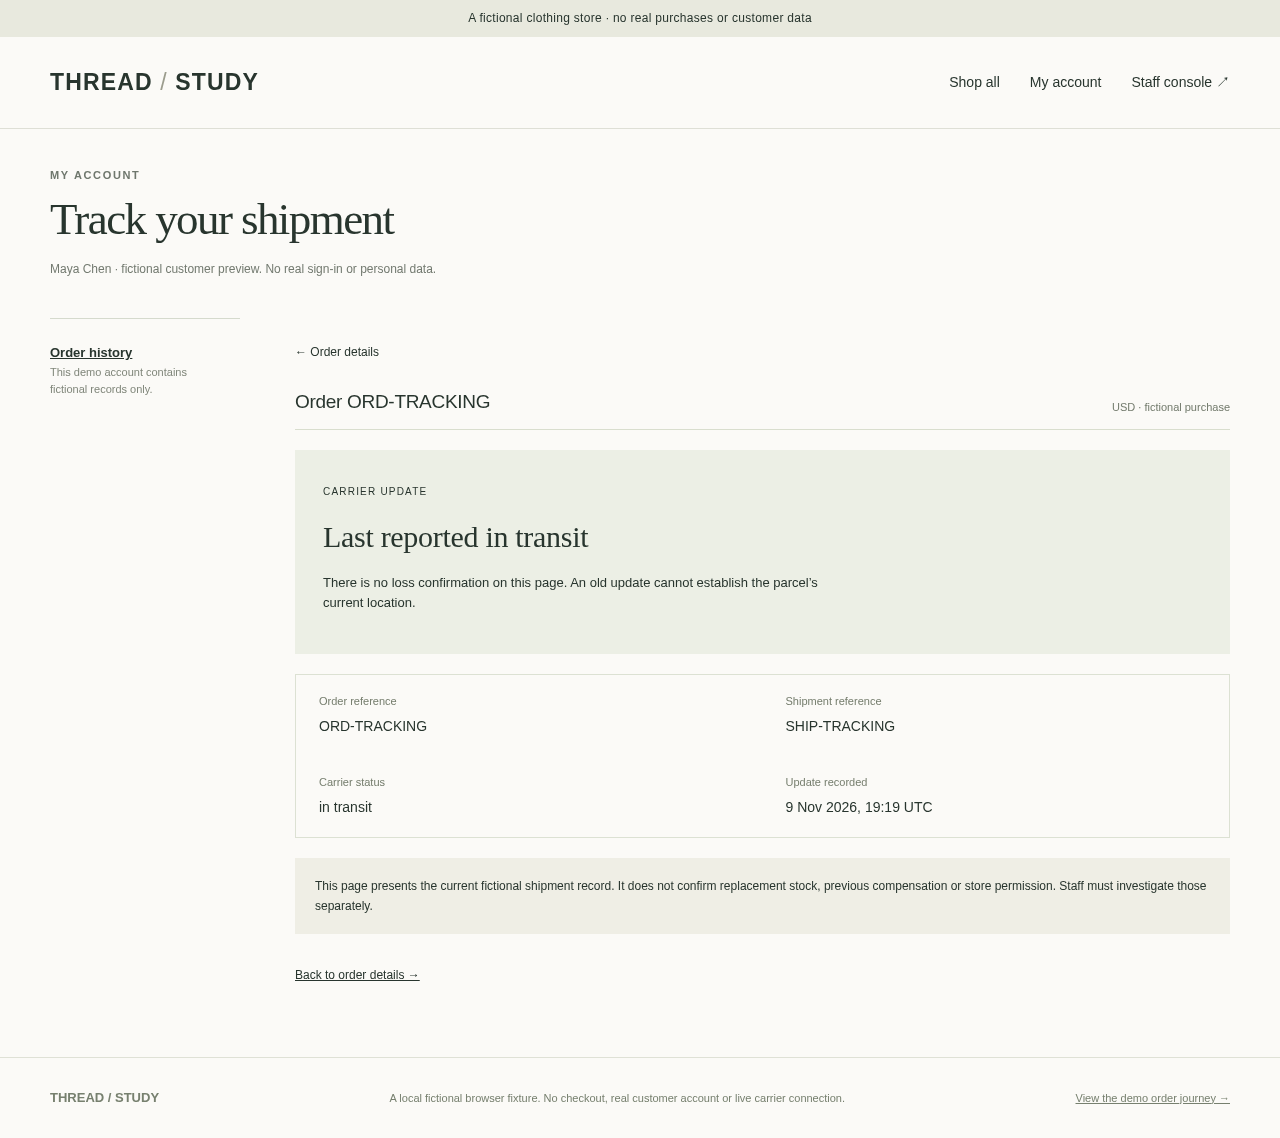 A fictional clothing store · no real purchases or customer data
THREAD / STUDY
Shop all
My account
Staff console ↗
MY ACCOUNT
Track your shipment
Maya Chen · fictional customer preview. No real sign-in or personal data.
Order history
This demo account contains
fictional records only.
← Order details
Order ORD-TRACKING
USD · fictional purchase
CARRIER UPDATE
Last reported in transit
There is no loss confirmation on this page. An old update cannot establish the parcel’s
current location.
Order reference
ORD-TRACKING
Shipment reference
SHIP-TRACKING
Carrier status
in transit
Update recorded
9 Nov 2026, 19:19 UTC
This page presents the current fictional shipment record. It does not confirm replacement stock, previous compensation or store permission. Staff must investigate those
separately.
Back to order details →
THREAD / STUDY
A local fictional browser fixture. No checkout, real customer account or live carrier connection.
View the demo order journey →